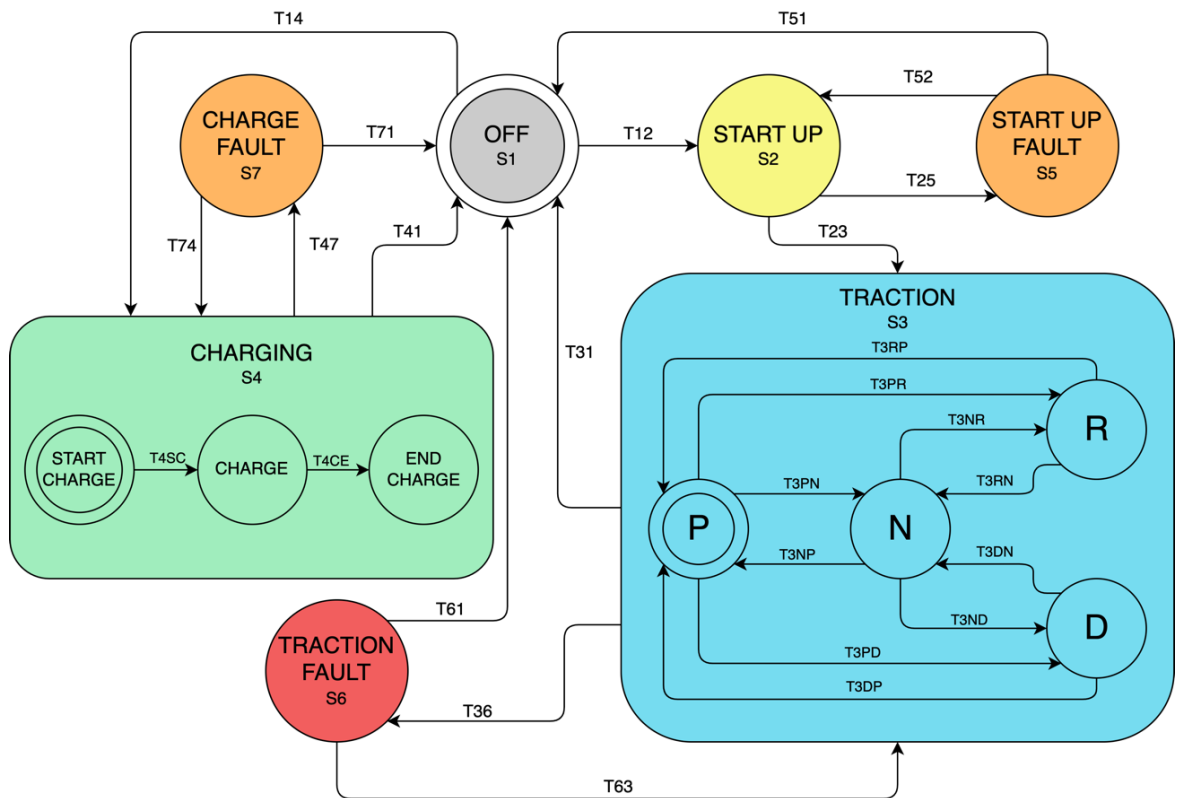 T14
T51
CHARGE
FAULT
S7
T71
OFF
S1
T12
START UP
S2
T52
T25
START UP
FAULT
S5
T74
T47
T41
T23
T31
CHARGING
S4
START
CHARGE
T4SC
CHARGE
T4CE
END
CHARGE
TRACTION
S3
T3RP
T3PR
T3NR
R
T3RN
T3PN
P
N
T3NP
T3DN
T3ND
D
T3PD
T3DP
T61
TRACTION
FAULT
S6
T36
T63